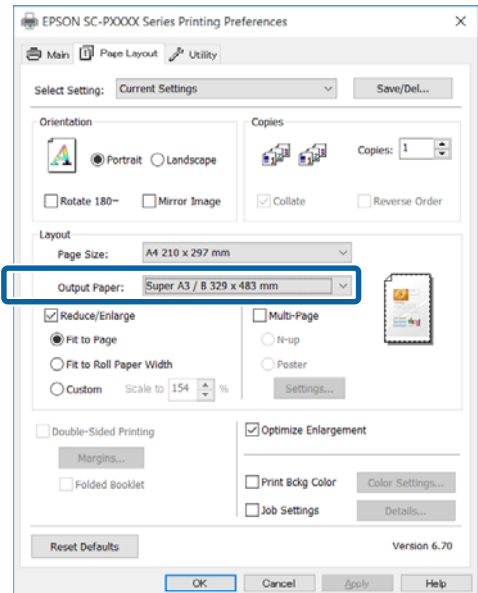 EPSON SC-PXXXX Series Printing Preferences
Main Page Layout Utility
Select Setting: Current Settings Save/Del...
Orientation Copies
Portrait Landscape Copies: 1
Rotate 180° Mirror Image Collate Reverse Order
Layout
Page Size: A4 210 x 297 mm
Output Paper: Super A3 / B 329 x 483 mm
Reduce/Enlarge Multi-Page
Fit to Page N-up
Fit to Roll Paper Width Poster
Custom Scale to 154 % Settings...
Double-Sided Printing Optimize Enlargement
Margins...
Folded Booklet Print Bckg Color Color Settings...
Job Settings Details...
Reset Defaults Version 6.70
OK Cancel Apply Help